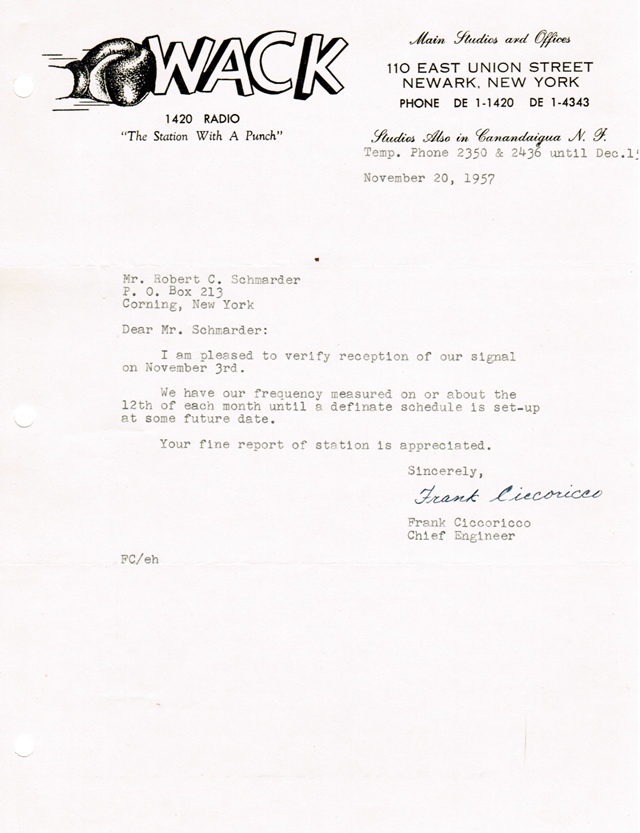 WACK
1420 RADIO
"The Station With A Punch"
Main Studios and Offices
110 EAST UNION STREET
NEWARK, NEW YORK
PHONE DE 1-1420 DE 1-4343
Studios Also in Canandaigua N. Y.
Temp. Phone 2350 & 2436 until Dec.15
November 20, 1957
Mr. Robert C. Schmarder
P. O. Box 213
Corning, New York
Dear Mr. Schmarder:
I am pleased to verify reception of our signal
on November 3rd.
We have our frequency measured on or about the
12th of each month until a definate schedule is set-up
at some future date.
Your fine report of station is appreciated.
Sincerely,
Frank Ciccoricco
Frank Ciccoricco
Chief Engineer
FC/eh